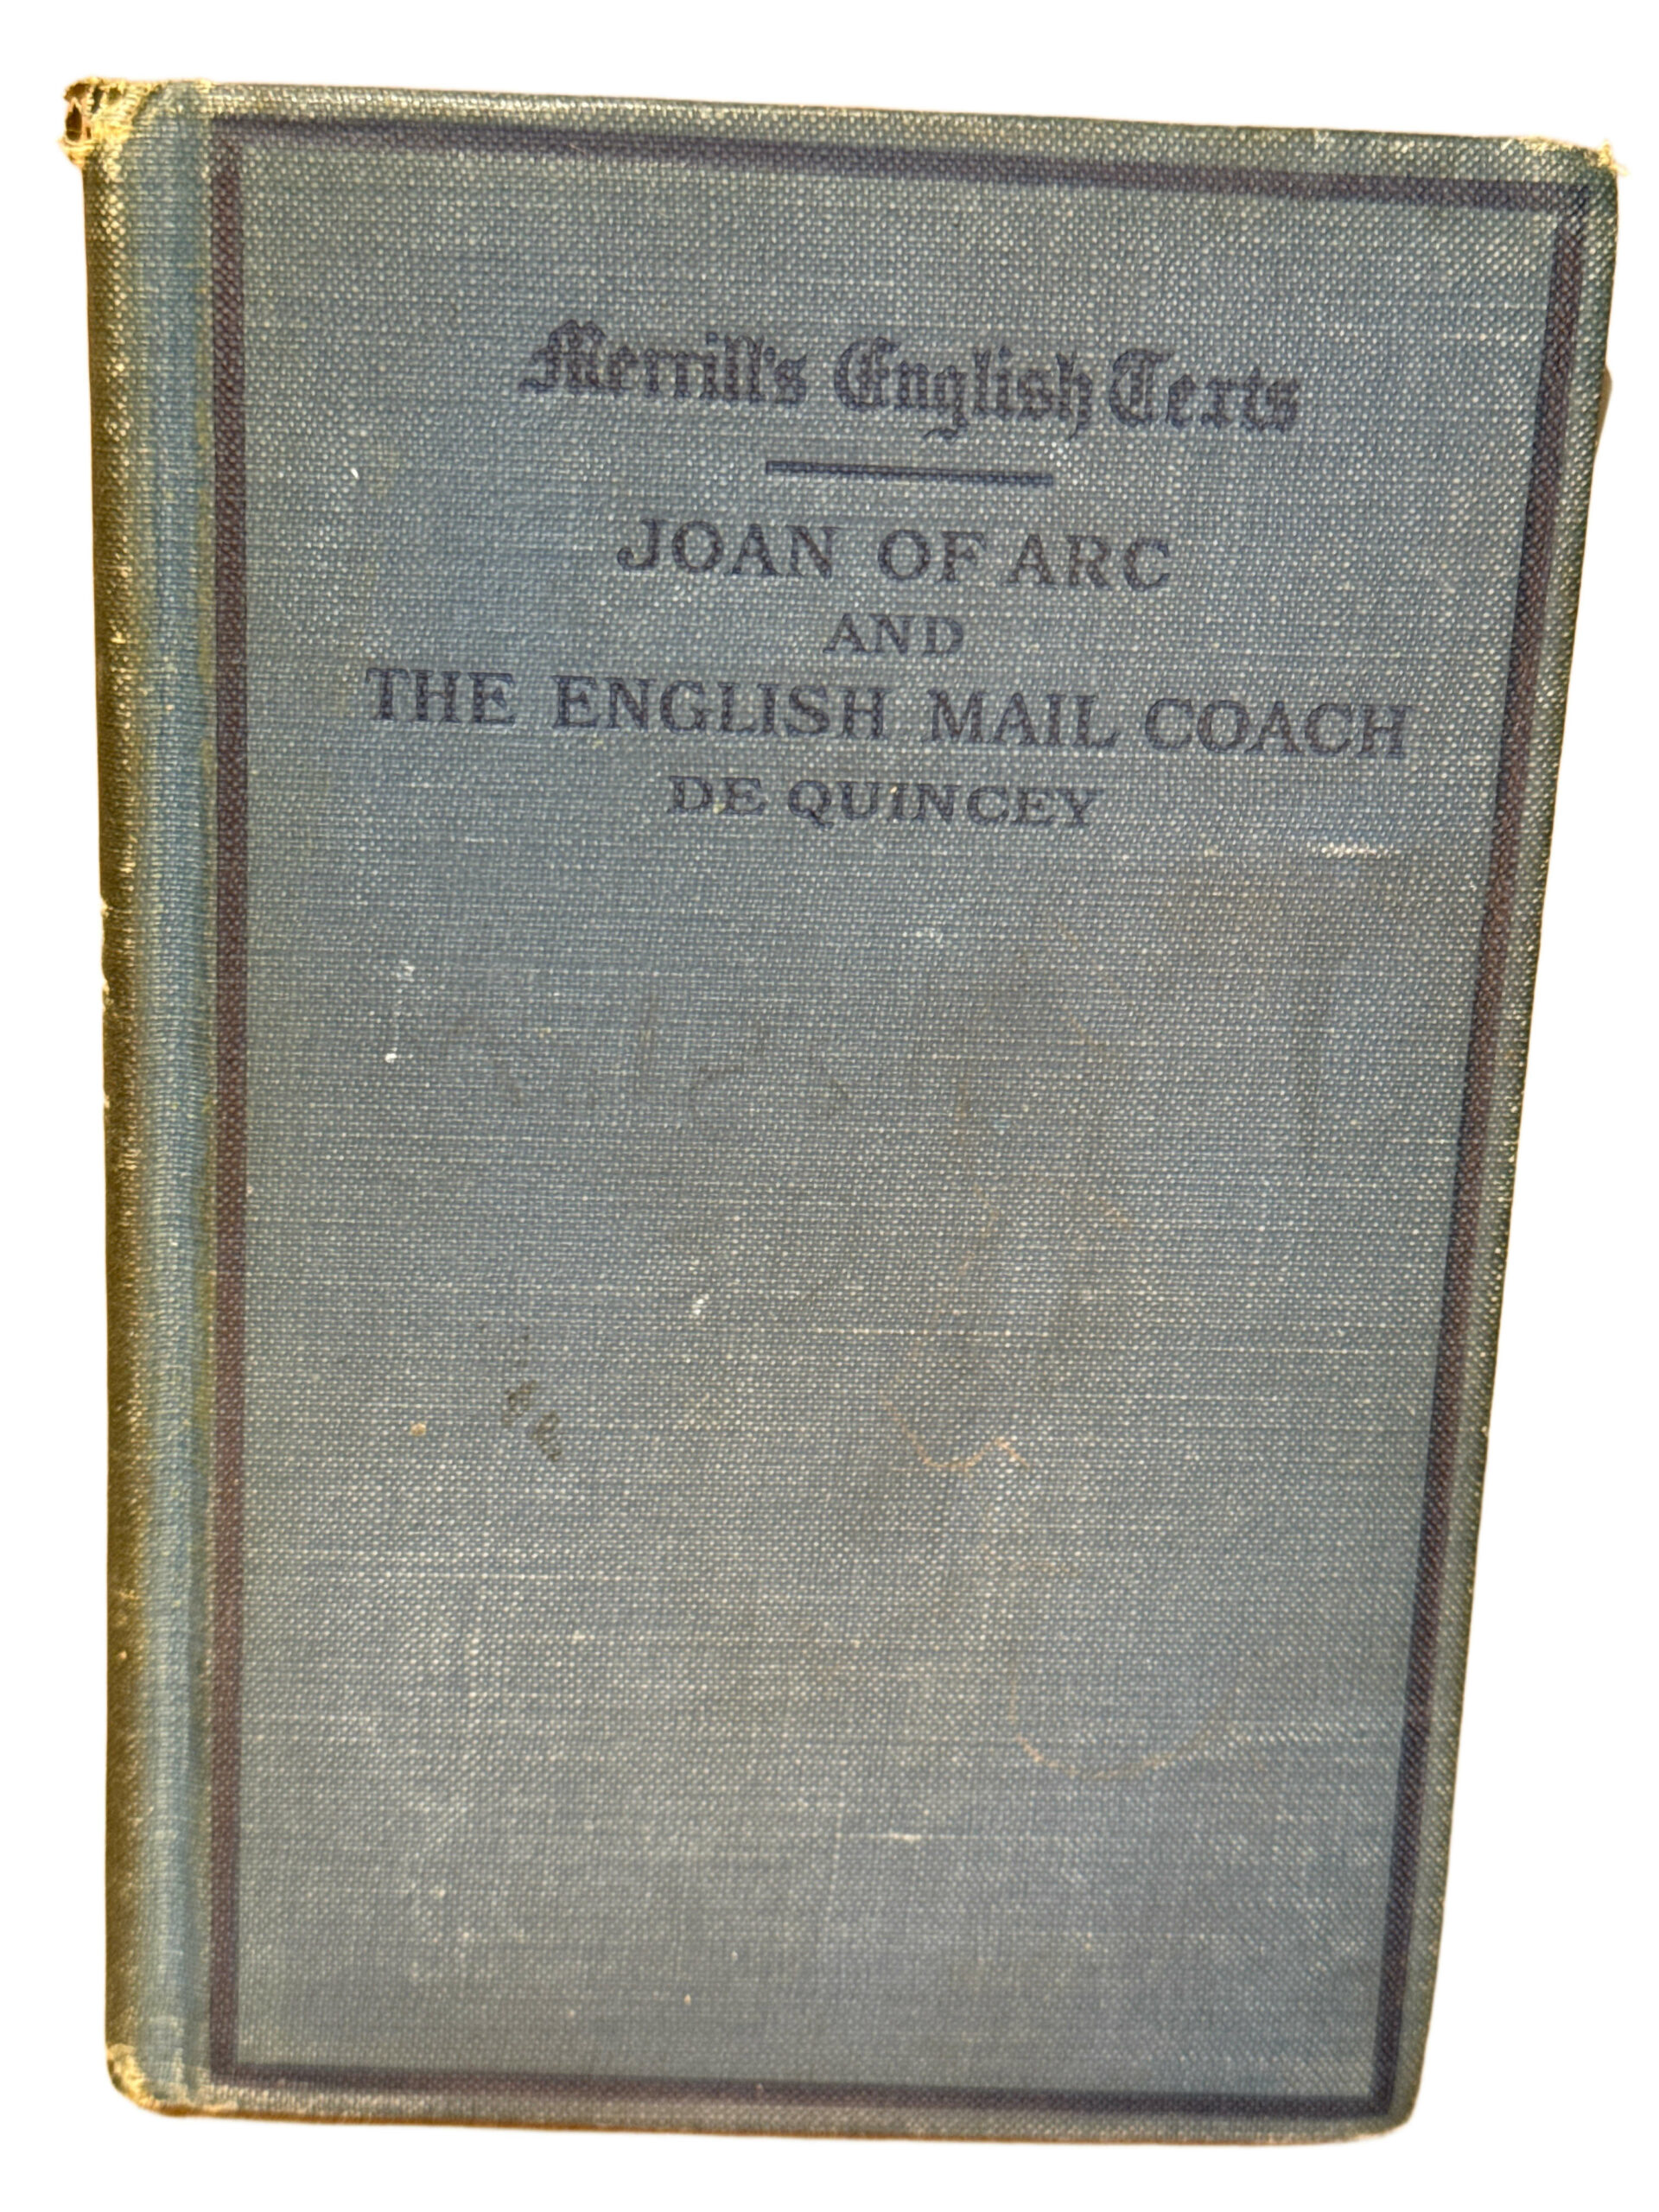 Merrill's English Texts
JOAN OF ARC
AND
THE ENGLISH MAIL COACH
DE QUINCEY